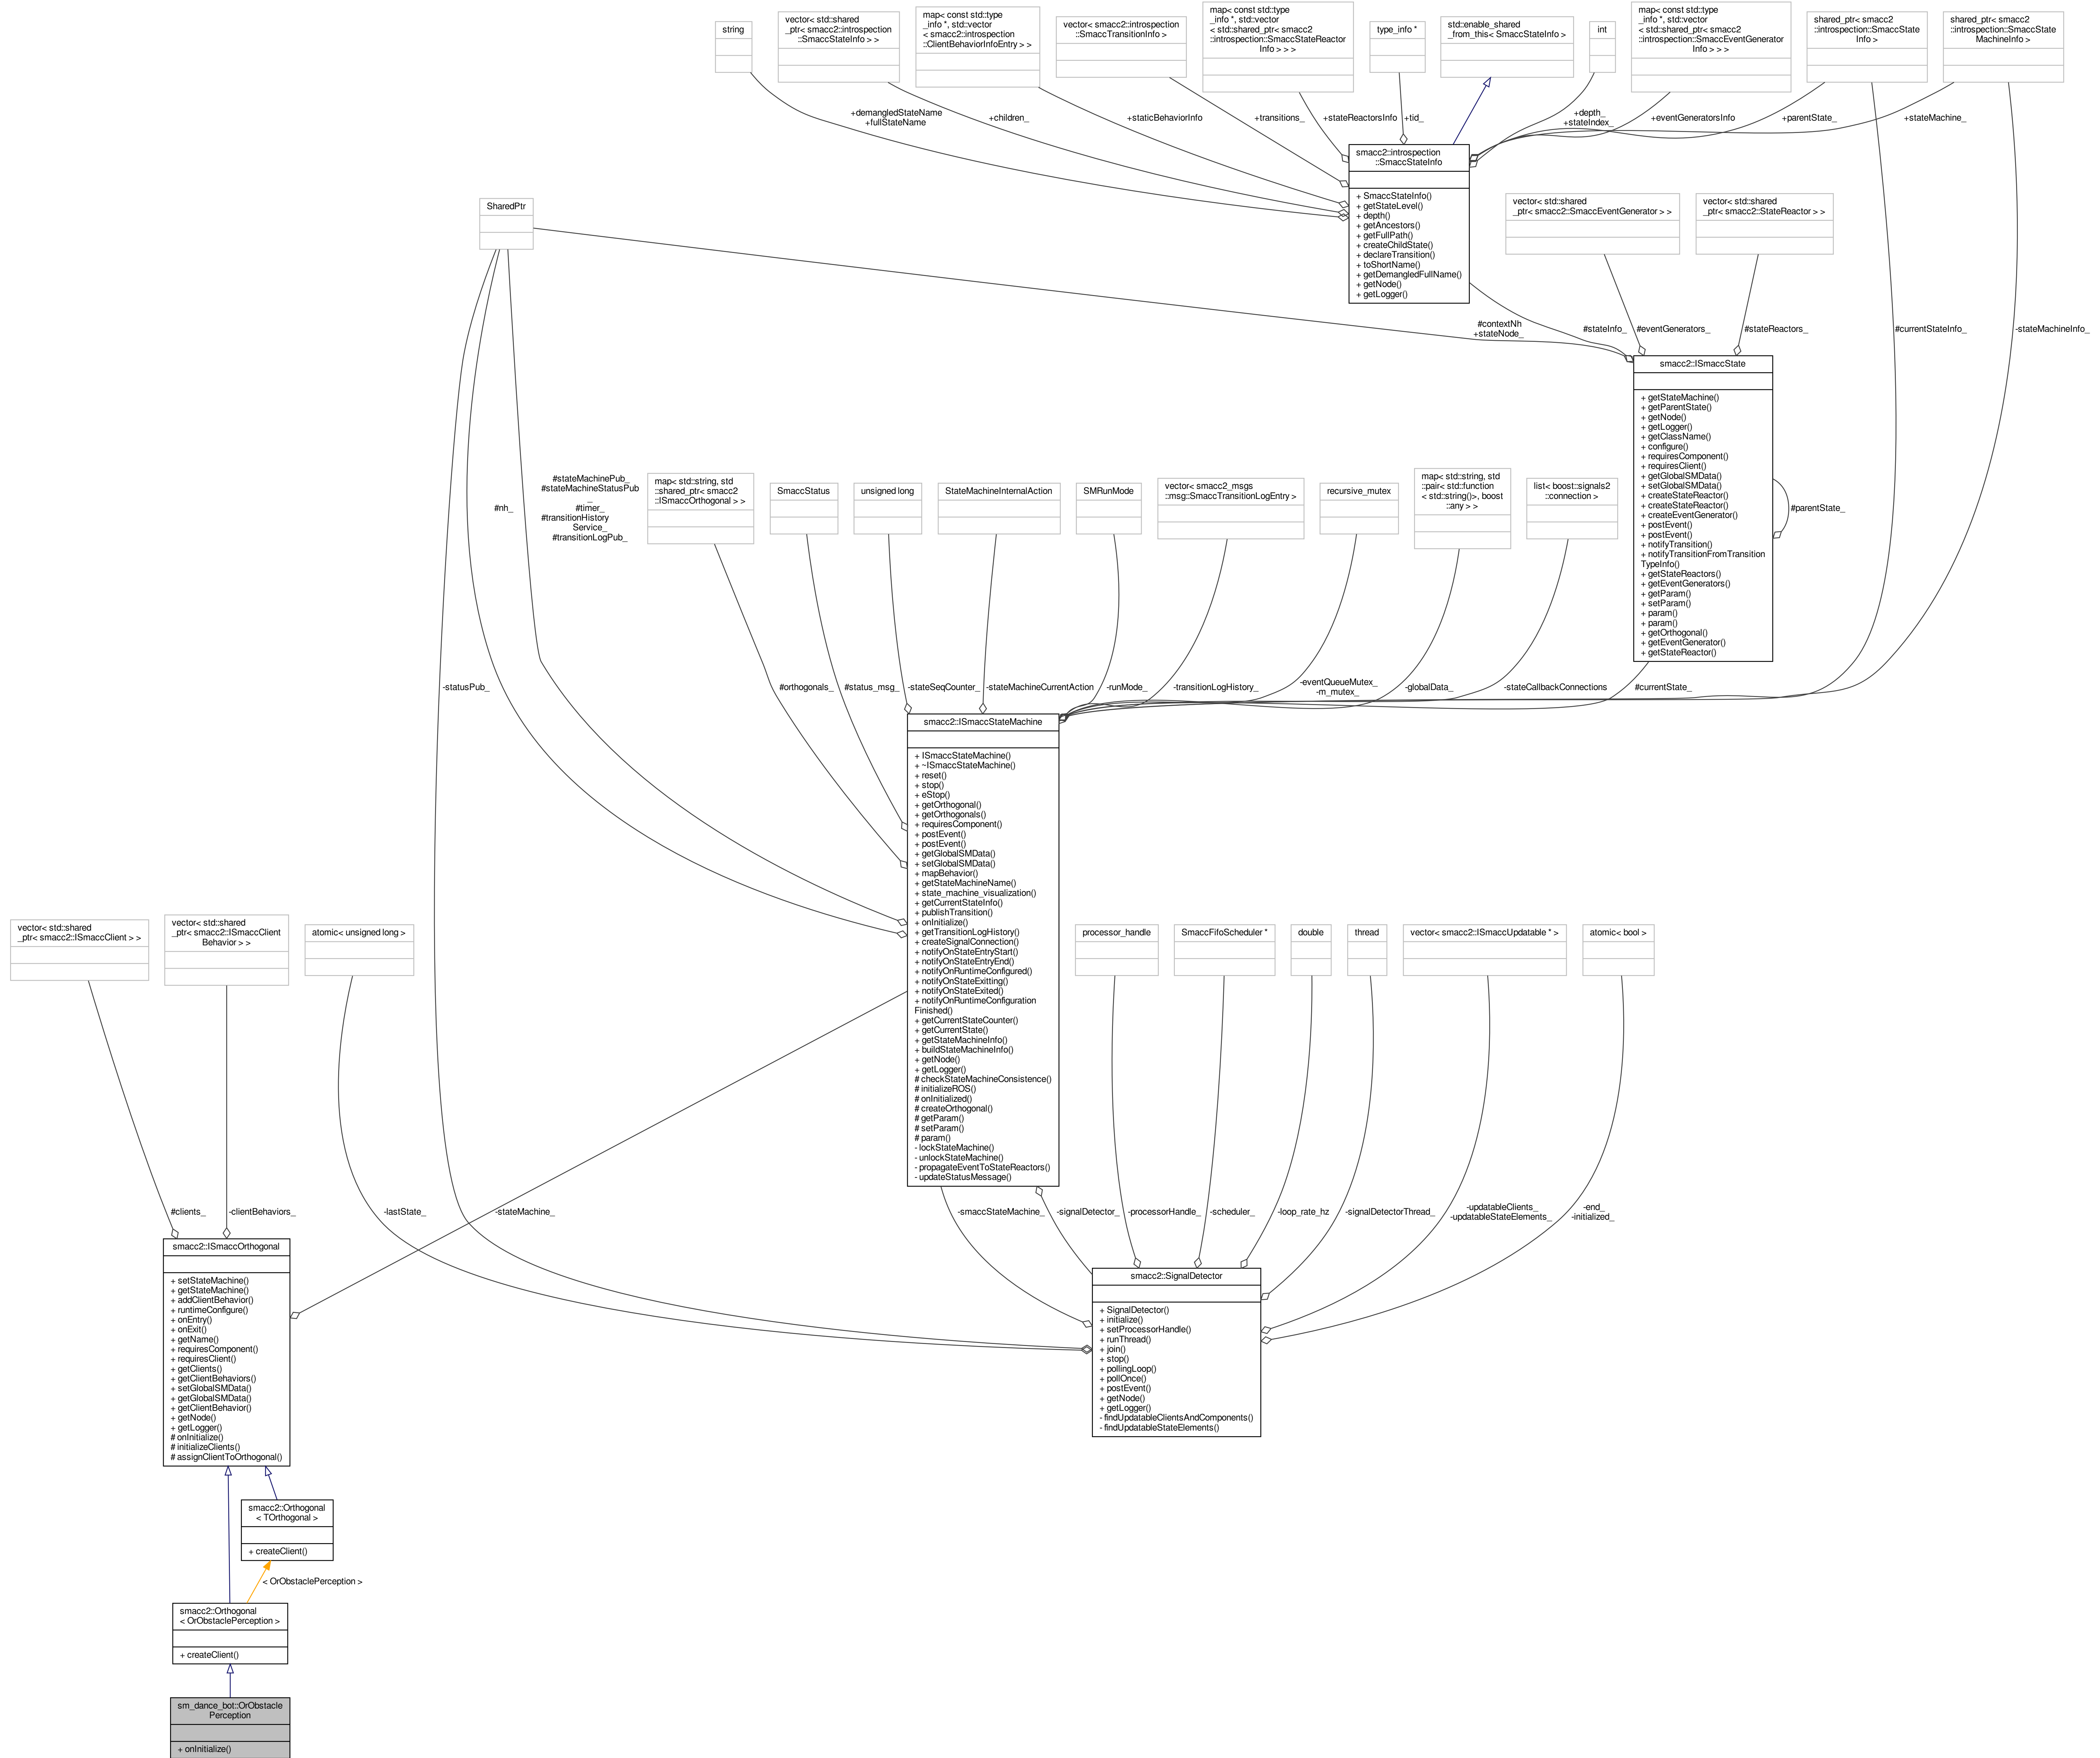 string
vector< std::shared
_ptr< smacc2::introspection
::SmaccStateInfo > >
map< const std::type
_info *, std::vector
< smacc2::introspection
::ClientBehaviorInfoEntry > >
vector< smacc2::introspection
::SmaccTransitionInfo >
map< const std::type
_info *, std::vector
< std::shared_ptr< smacc2
::introspection::SmaccStateReactor
Info > > >
type_info *
std::enable_shared
_from_this< SmaccStateInfo >
int
map< const std::type
_info *, std::vector
< std::shared_ptr< smacc2
::introspection::SmaccEventGenerator
Info > > >
shared_ptr< smacc2
::introspection::SmaccState
Info >
shared_ptr< smacc2
::introspection::SmaccState
MachineInfo >
+demangledStateName
+fullStateName
+children_
+staticBehaviorInfo
+transitions_
+stateReactorsInfo
+tid_
+depth_
+stateIndex_
+eventGeneratorsInfo
+parentState_
+stateMachine_
smacc2::introspection
::SmaccStateInfo
+ SmaccStateInfo()
+ getStateLevel()
+ depth()
+ getAncestors()
+ getFullPath()
+ createChildState()
+ declareTransition()
+ toShortName()
+ getDemangledFullName()
+ getNode()
+ getLogger()
SharedPtr
vector< std::shared
_ptr< smacc2::SmaccEventGenerator > >
vector< std::shared
_ptr< smacc2::StateReactor > >
#contextNh
+stateNode_
#stateInfo_
#eventGenerators_
#stateReactors_
#currentStateInfo_
-stateMachineInfo_
smacc2::ISmaccState
+ getStateMachine()
+ getParentState()
+ getNode()
+ getLogger()
+ getClassName()
+ configure()
+ requiresComponent()
+ requiresClient()
+ getGlobalSMData()
+ setGlobalSMData()
+ createStateReactor()
+ createStateReactor()
+ createEventGenerator()
+ postEvent()
+ postEvent()
+ notifyTransition()
+ notifyTransitionFromTransition
TypeInfo()
+ getStateReactors()
+ getEventGenerators()
+ getParam()
+ setParam()
+ param()
+ param()
+ getOrthogonal()
+ getEventGenerator()
+ getStateReactor()
#parentState_
#nh_
#stateMachinePub_
#stateMachineStatusPub
_
#timer_
#transitionHistory
Service_
#transitionLogPub_
map< std::string, std
::shared_ptr< smacc2
::ISmaccOrthogonal > >
SmaccStatus
unsigned long
StateMachineInternalAction
SMRunMode
vector< smacc2_msgs
::msg::SmaccTransitionLogEntry >
recursive_mutex
map< std::string, std
::pair< std::function
< std::string()>, boost
::any > >
list< boost::signals2
::connection >
-statusPub_
#orthogonals_
#status_msg_
-stateSeqCounter_
-stateMachineCurrentAction
-runMode_
-transitionLogHistory_
-eventQueueMutex_
-m_mutex_
-globalData_
-stateCallbackConnections
#currentState_
smacc2::ISmaccStateMachine
+ ISmaccStateMachine()
+ ~ISmaccStateMachine()
+ reset()
+ stop()
+ eStop()
+ getOrthogonal()
+ getOrthogonals()
+ requiresComponent()
+ postEvent()
+ postEvent()
+ getGlobalSMData()
+ setGlobalSMData()
+ mapBehavior()
+ getStateMachineName()
+ state_machine_visualization()
+ getCurrentStateInfo()
+ publishTransition()
+ onInitialize()
+ getTransitionLogHistory()
+ createSignalConnection()
+ notifyOnStateEntryStart()
+ notifyOnStateEntryEnd()
+ notifyOnRuntimeConfigured()
+ notifyOnStateExitting()
+ notifyOnStateExited()
+ notifyOnRuntimeConfiguration
Finished()
+ getCurrentStateCounter()
+ getCurrentState()
+ getStateMachineInfo()
+ buildStateMachineInfo()
+ getNode()
+ getLogger()
# checkStateMachineConsistence()
# initializeROS()
# onInitialized()
# createOrthogonal()
# getParam()
# setParam()
# param()
- lockStateMachine()
- unlockStateMachine()
- propagateEventToStateReactors()
- updateStatusMessage()
vector< std::shared
_ptr< smacc2::ISmaccClient > >
vector< std::shared
_ptr< smacc2::ISmaccClient
Behavior > >
atomic< unsigned long >
processor_handle
SmaccFifoScheduler *
double
thread
vector< smacc2::ISmaccUpdatable * >
atomic< bool >
#clients_
-clientBehaviors_
-lastState_
-stateMachine_
-smaccStateMachine_
-signalDetector_
-processorHandle_
-scheduler_
-loop_rate_hz
-signalDetectorThread_
-updatableClients_
-updatableStateElements_
-end_
-initialized_
smacc2::ISmaccOrthogonal
+ setStateMachine()
+ getStateMachine()
+ addClientBehavior()
+ runtimeConfigure()
+ onEntry()
+ onExit()
+ getName()
+ requiresComponent()
+ requiresClient()
+ getClients()
+ getClientBehaviors()
+ setGlobalSMData()
+ getGlobalSMData()
+ getClientBehavior()
+ getNode()
+ getLogger()
# onInitialize()
# initializeClients()
# assignClientToOrthogonal()
smacc2::SignalDetector
+ SignalDetector()
+ initialize()
+ setProcessorHandle()
+ runThread()
+ join()
+ stop()
+ pollingLoop()
+ pollOnce()
+ postEvent()
+ getNode()
+ getLogger()
- findUpdatableClientsAndComponents()
- findUpdatableStateElements()
smacc2::Orthogonal
< TOrthogonal >
+ createClient()
< OrObstaclePerception >
smacc2::Orthogonal
< OrObstaclePerception >
+ createClient()
sm_dance_bot::OrObstacle
Perception
+ onInitialize()